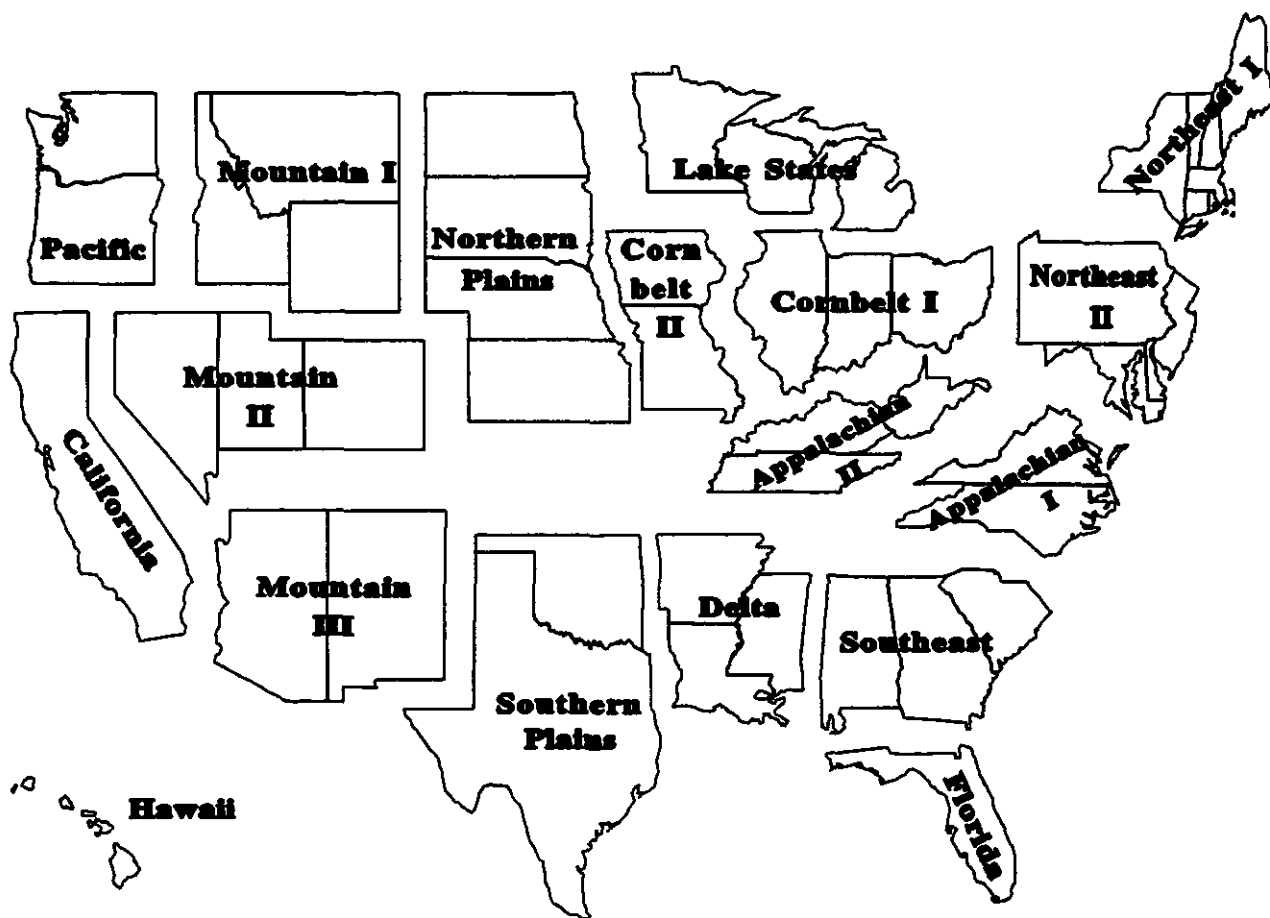 Northeast I
Mountain I
Lake States
Pacific
Northern
Plains
Corn
belt
II
Cornbelt I
Northeast
II
Mountain
II
California
Appalachian
II
Appalachian
I
Mountain
III
Delta
Southeast
Southern
Plains
Hawaii
Florida